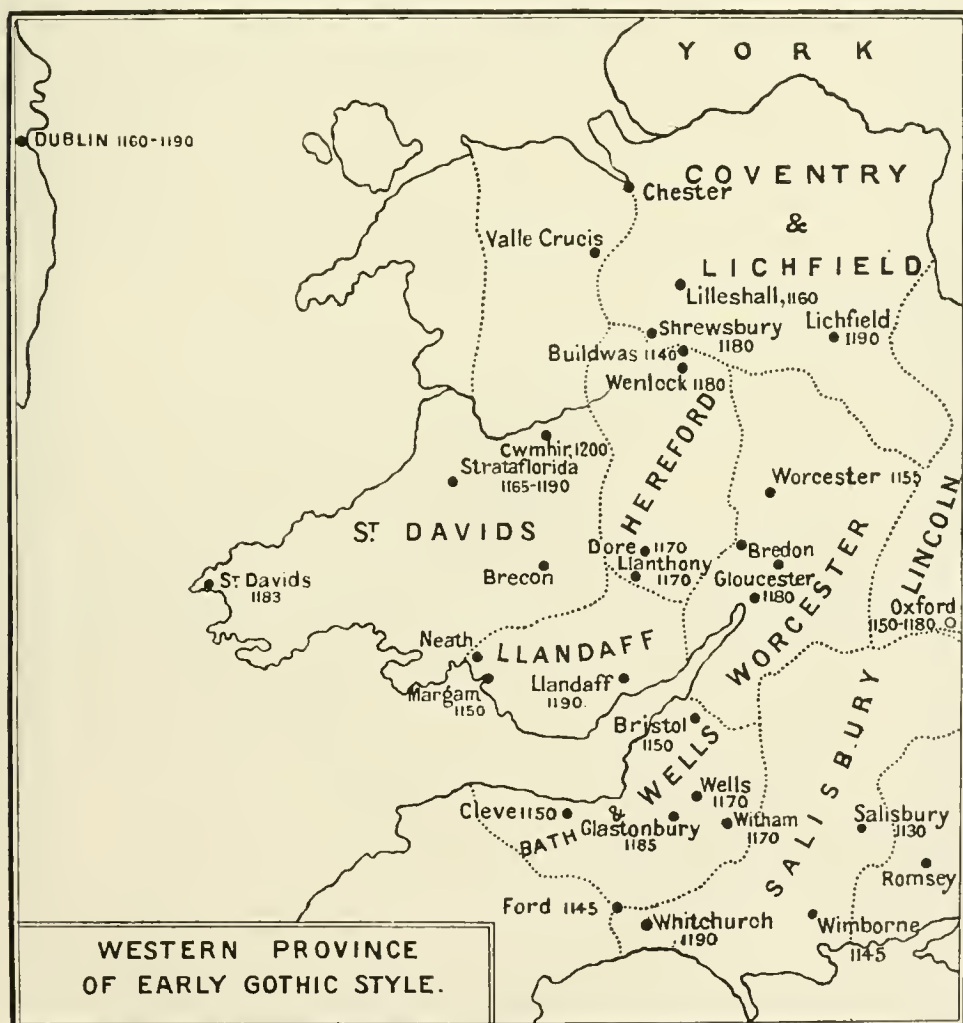 YORK
DUBLIN 1160-1190
COVENTRY
&
LICHFIELD
Chester
Valle Crucis
Lilleshall, 1160
Shrewsbury
1180
Lichfield
1190
Buildwas 1140
Wenlock 1180
HEREFORD
Cwmhir, 1200
Strataflorida
1165-1190
Worcester 1155
ST DAVIDS
Dore 1170
Llanthony
1170
Bredon
Gloucester
1180
WORCESTER
LINCOLN
Brecon
St. Davids
1183
Oxford
1150-1180
Neath
LLANDAFF
Margam
1150
Llandaff
1190.
Bristol
1150
BATH & WELLS
SALISBURY
Wells
1170
Cleve 1150
Glastonbury
1185
Witham
1170
Salisbury
1130
Romsey
Ford 1145
Whitchurch
1190
Wimborne
1145
WESTERN PROVINCE
OF EARLY GOTHIC STYLE.